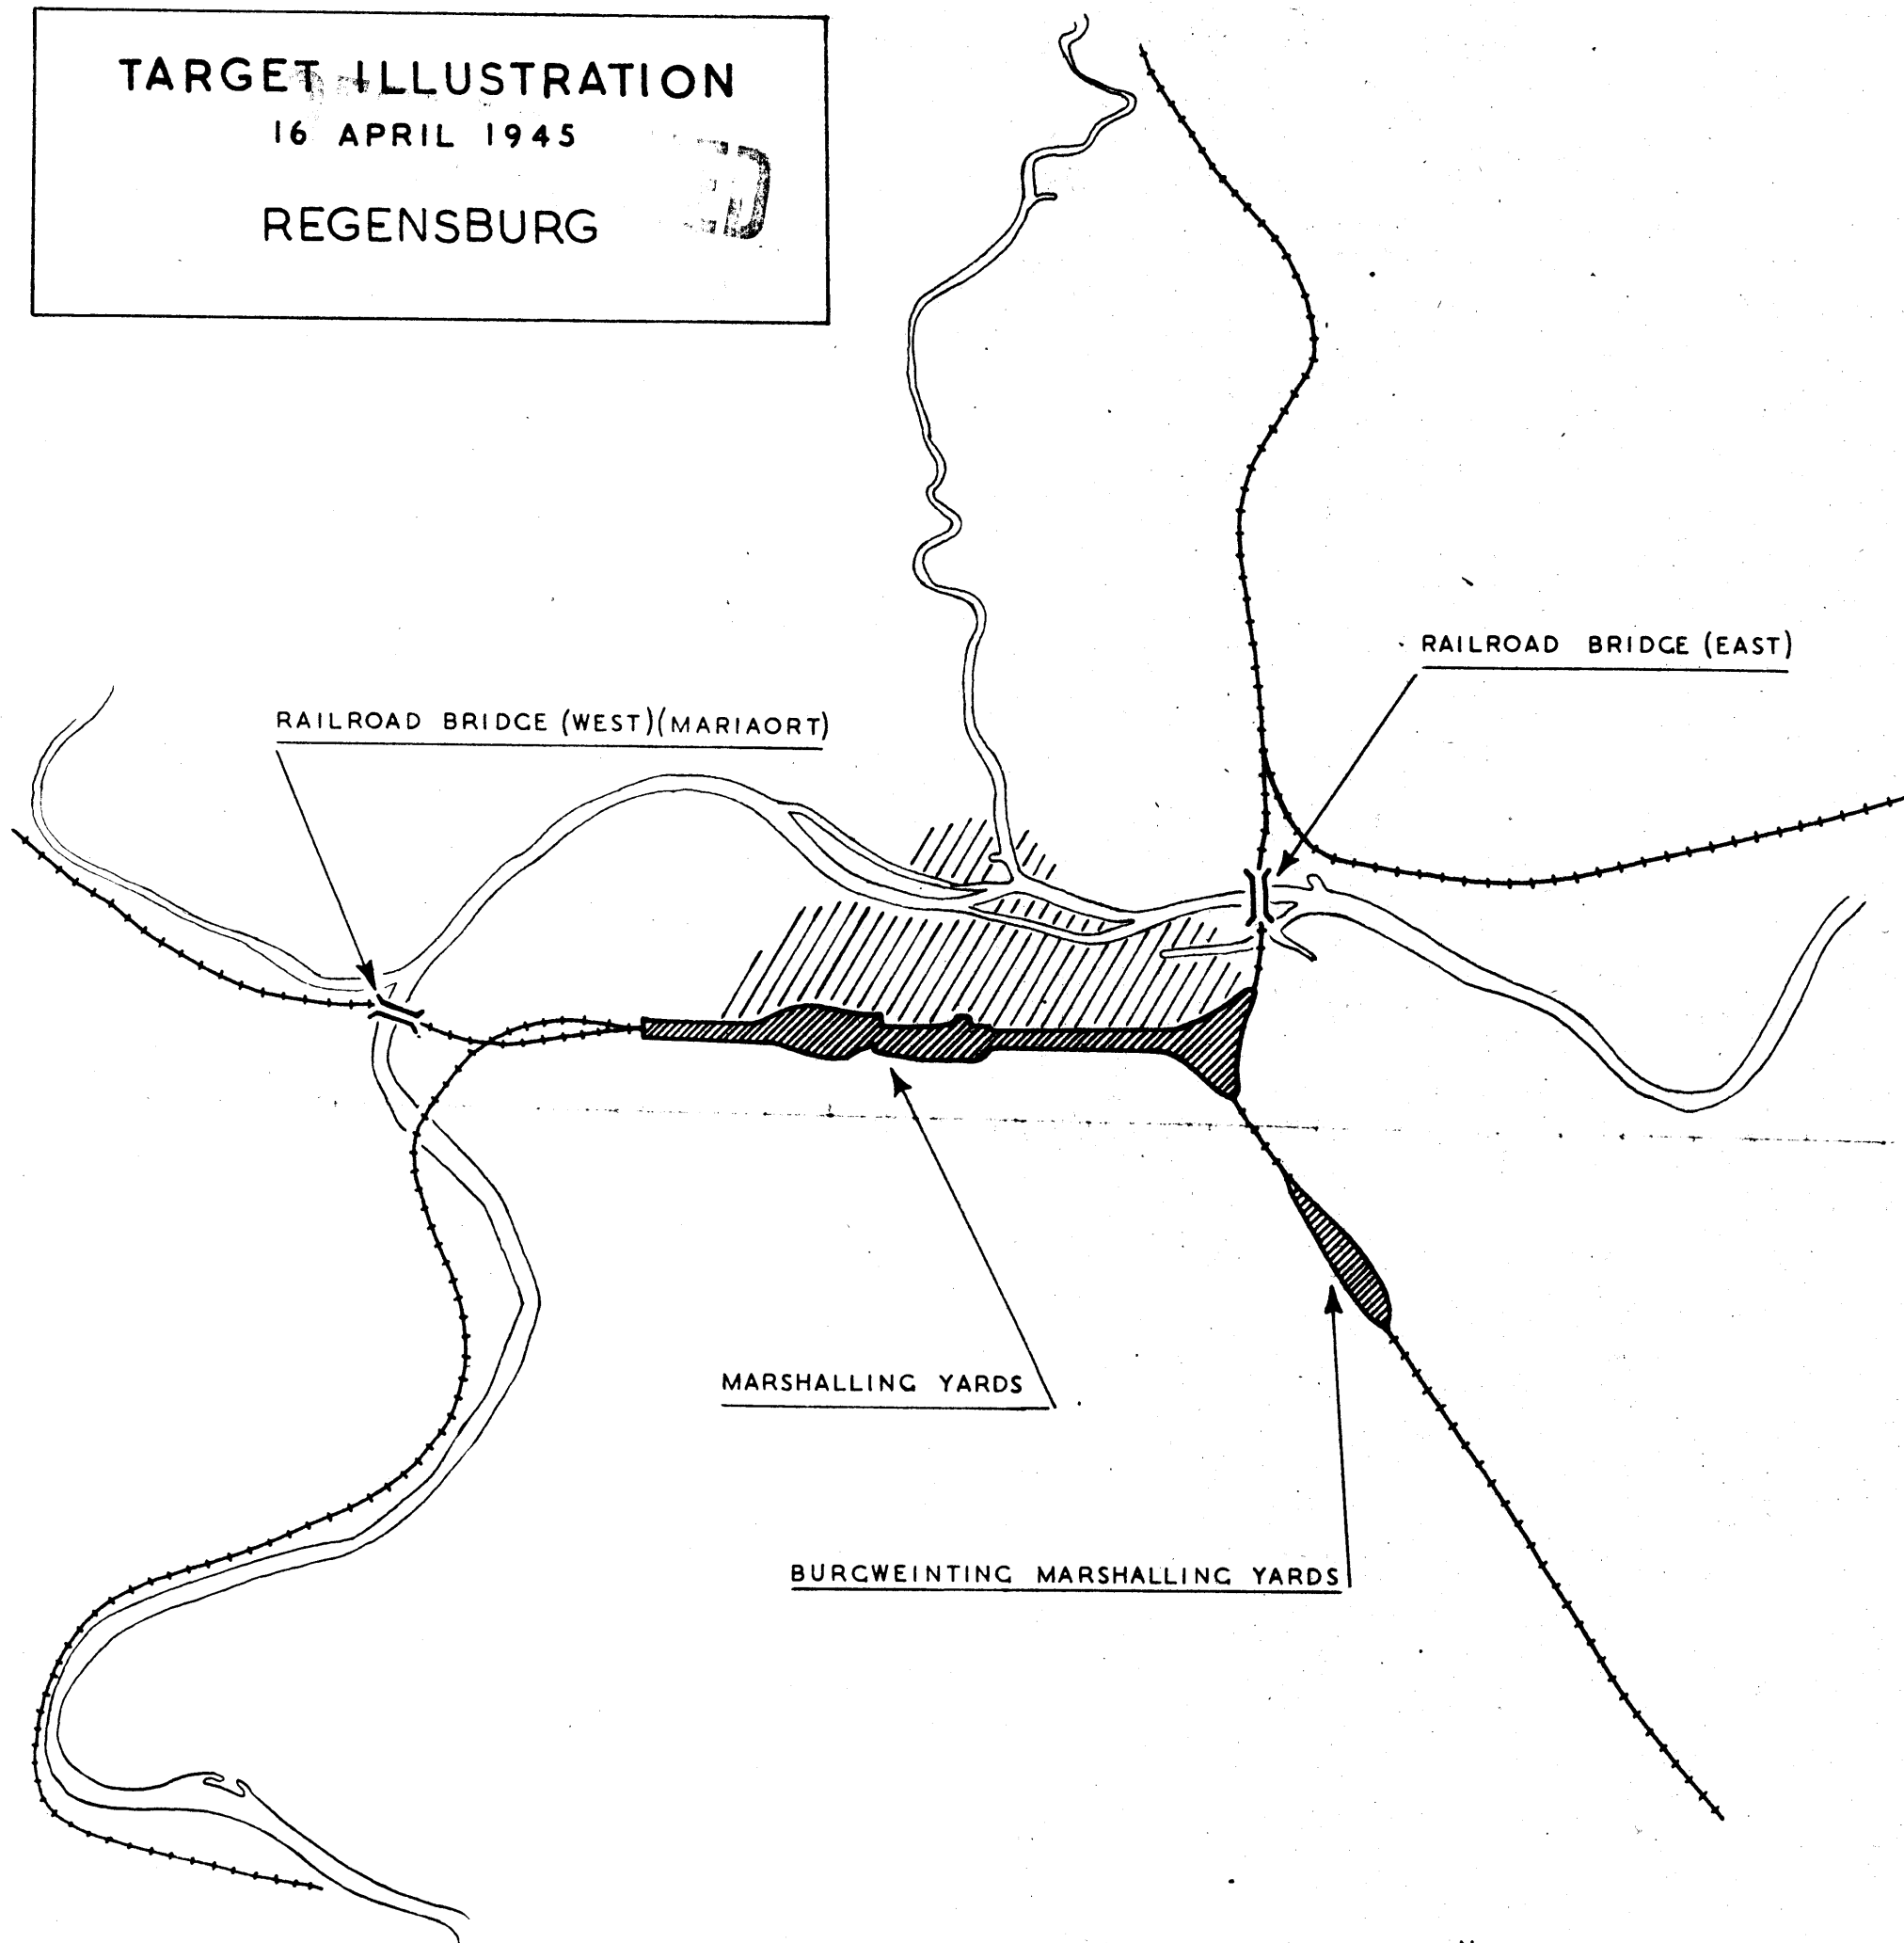 TARGET ILLUSTRATION
16 APRIL 1945
REGENSBURG
RAILROAD BRIDGE (EAST)
RAILROAD BRIDGE (WEST)(MARIAORT)
MARSHALLING YARDS
BURGWEINTING MARSHALLING YARDS